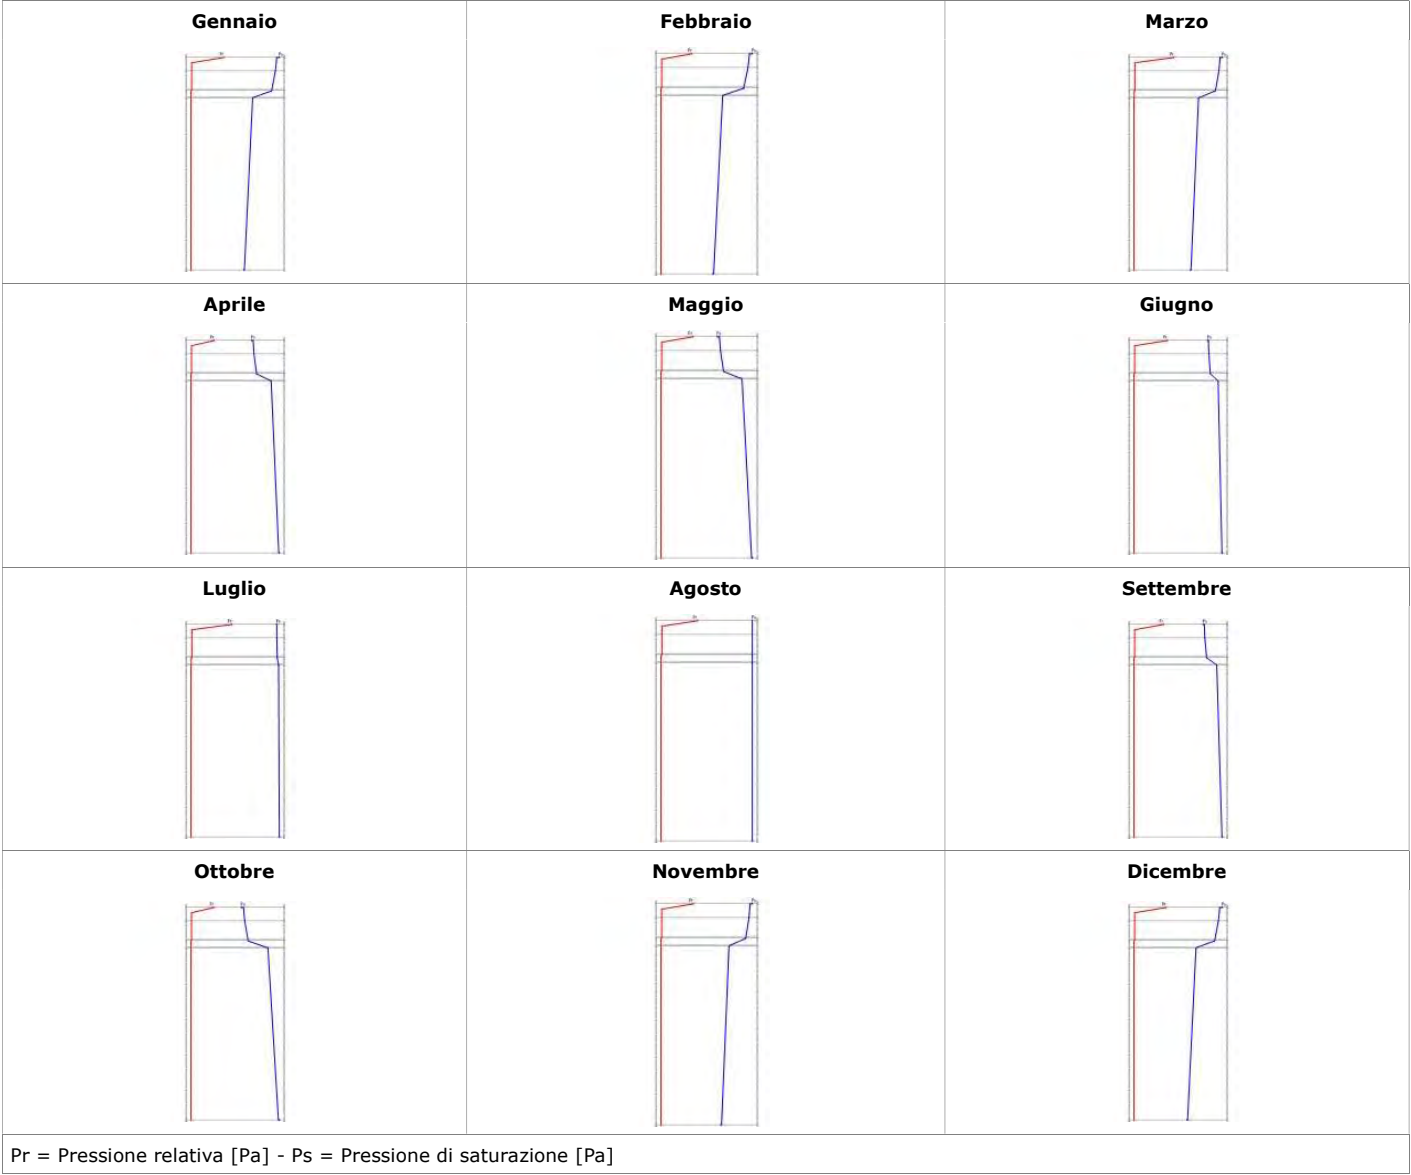 Gennaio Febbraio Marzo
Aprile Maggio Giugno
Luglio Agosto Settembre
Ottobre Novembre Dicembre
Pr = Pressione relativa [Pa] - Ps = Pressione di saturazione [Pa]